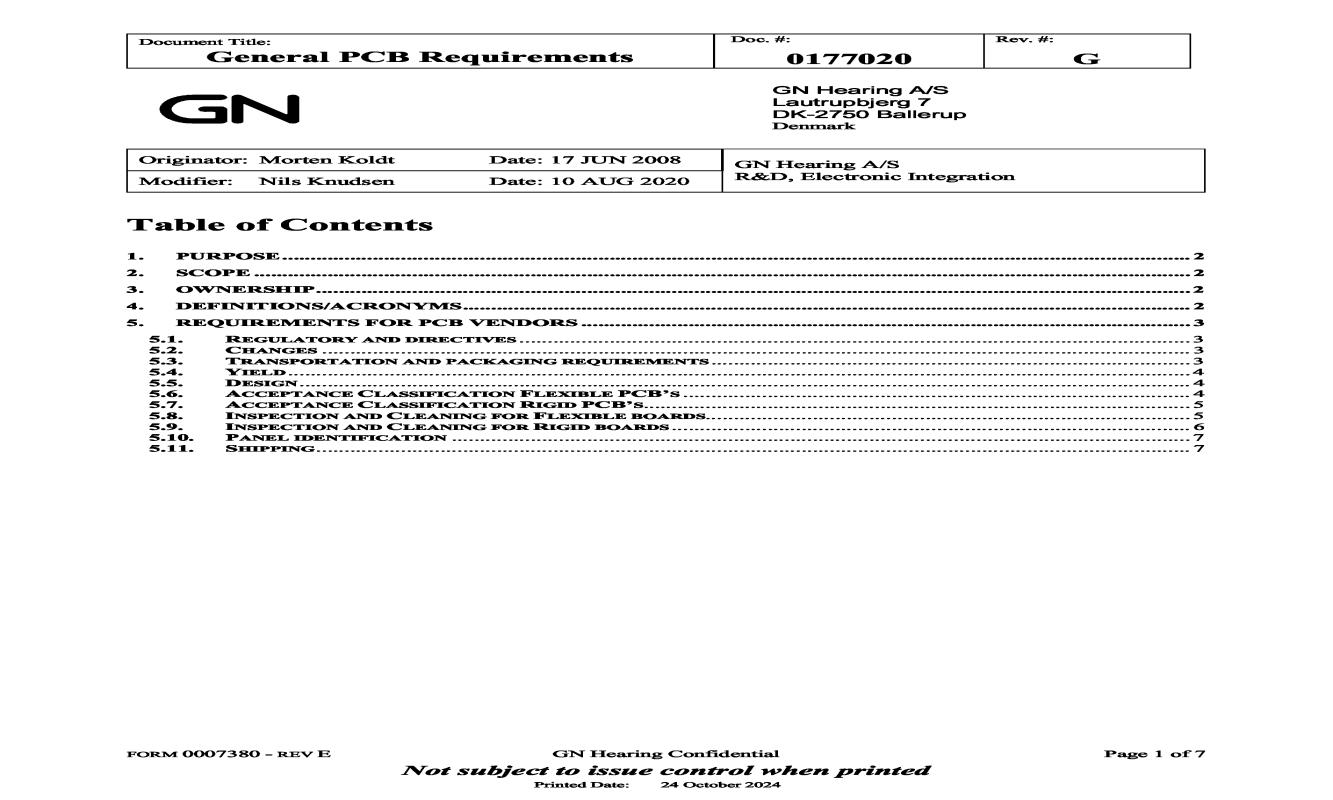 Document Title:
General PCB Requirements
Doc. #:
0177020
Rev. #:
G
GN
GN Hearing A/S
Lautrupbjerg 7
DK-2750 Ballerup
Denmark
Originator: Morten Koldt Date: 17 JUN 2008
Modifier: Nils Knudsen Date: 10 AUG 2020
GN Hearing A/S
R&D, Electronic Integration
Table of Contents
1. PURPOSE 2
2. SCOPE 2
3. OWNERSHIP 2
4. DEFINITIONS/ACRONYMS 2
5. REQUIREMENTS FOR PCB VENDORS 3
5.1. REGULATORY AND DIRECTIVES 3
5.2. CHANGES 3
5.3. TRANSPORTATION AND PACKAGING REQUIREMENTS 3
5.4. YIELD 4
5.5. DESIGN 4
5.6. ACCEPTANCE CLASSIFICATION FLEXIBLE PCB'S 4
5.7. ACCEPTANCE CLASSIFICATION RIGID PCB'S 5
5.8. INSPECTION AND CLEANING FOR FLEXIBLE BOARDS 5
5.9. INSPECTION AND CLEANING FOR RIGID BOARDS 6
5.10. PANEL IDENTIFICATION 7
5.11. SHIPPING 7
FORM 0007380 - REV E GN Hearing Confidential Page 1 of 7
Not subject to issue control when printed
Printed Date: 24 October 2024